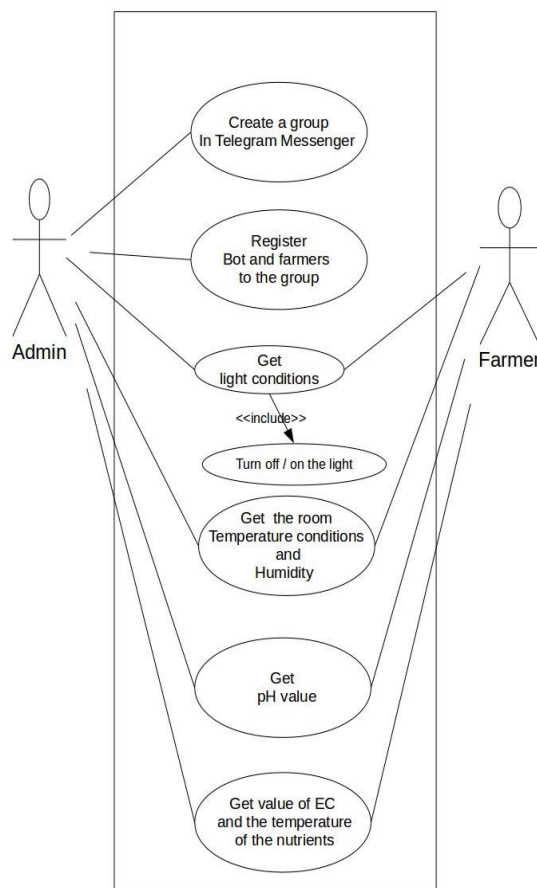 Create a group
In Telegram Messenger
Register
Bot and farmers
to the group
Admin
Farmer
Get
light conditions
<<include>>
Turn off / on the light
Get the room
Temperature conditions
and
Humidity
Get
pH value
Get value of EC
and the temperature
of the nutrients